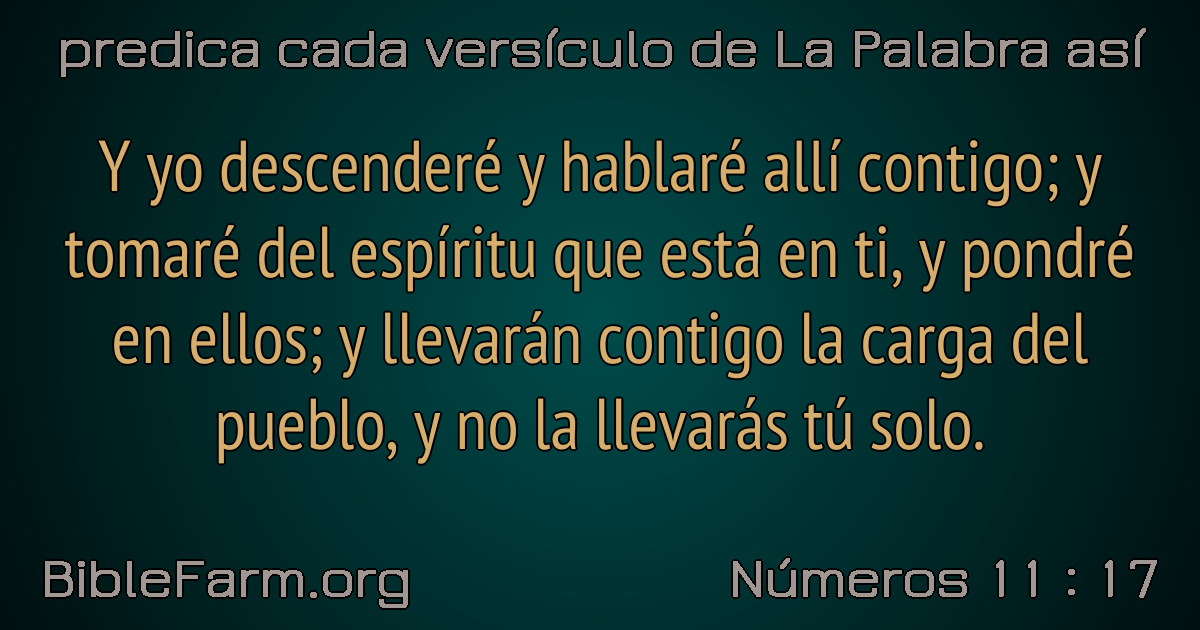 predica cada versículo de La Palabra así
Y yo descenderé y hablaré allí contigo; y
tomaré del espíritu que está en ti, y pondré
en ellos; y llevarán contigo la carga del
pueblo, y no la llevarás tú solo.
BibleFarm.org
Números 11 : 17